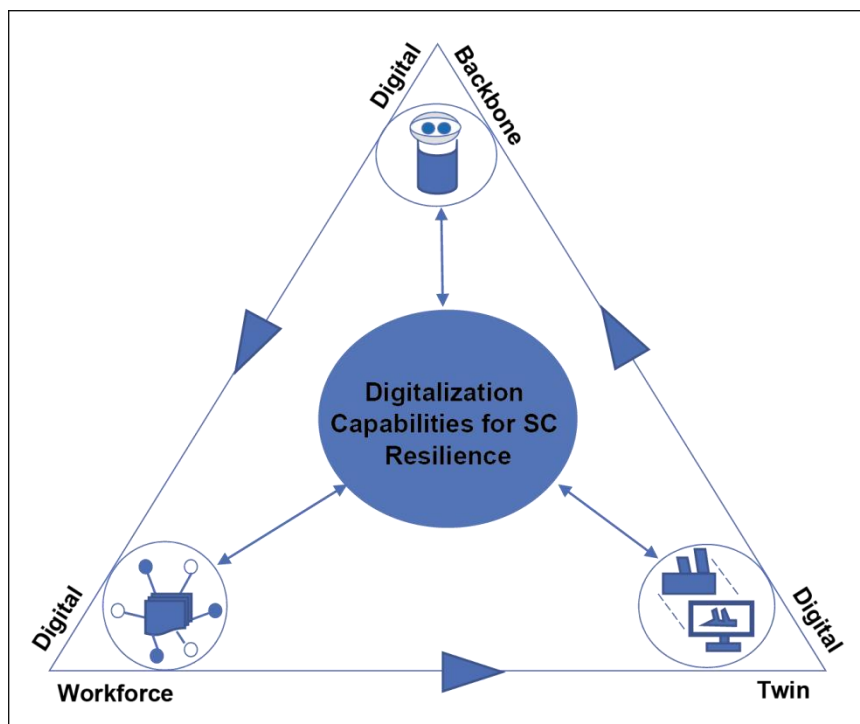 Digital
Backbone
Digitalization
Capabilities for SC
Resilience
Digital
Workforce
Digital
Twin